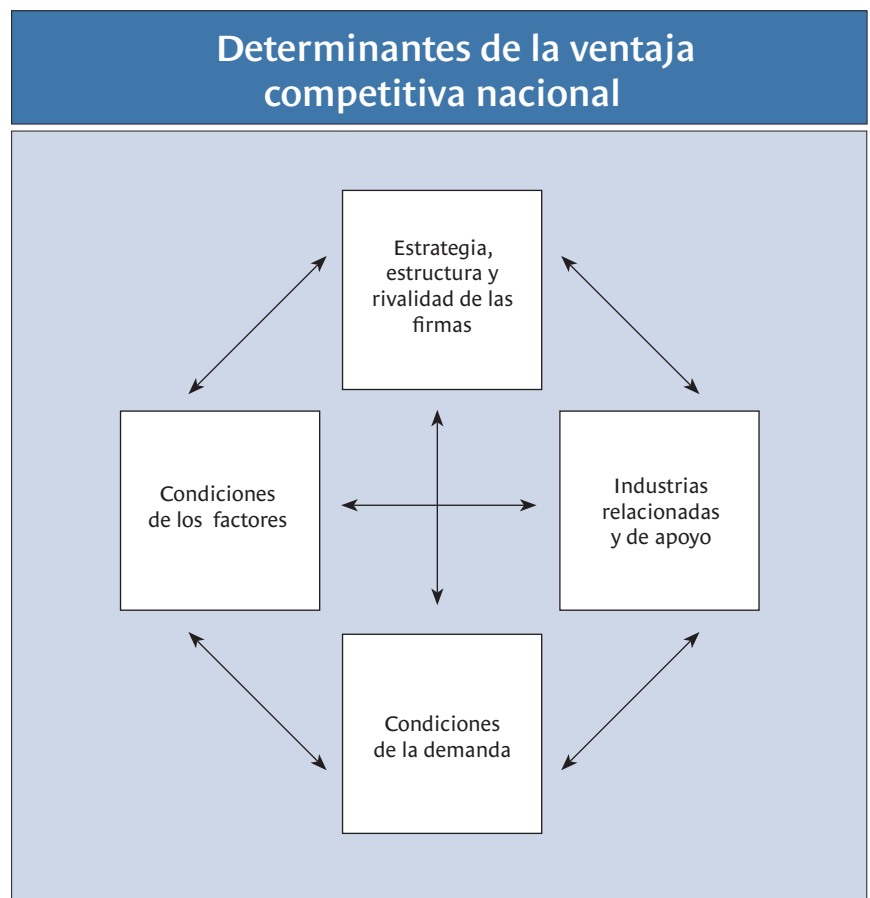 Determinantes de la ventaja
competitiva nacional
Estrategia,
estructura y
rivalidad de las
firmas
Condiciones
de los factores
Industrias
relacionadas
y de apoyo
Condiciones
de la demanda